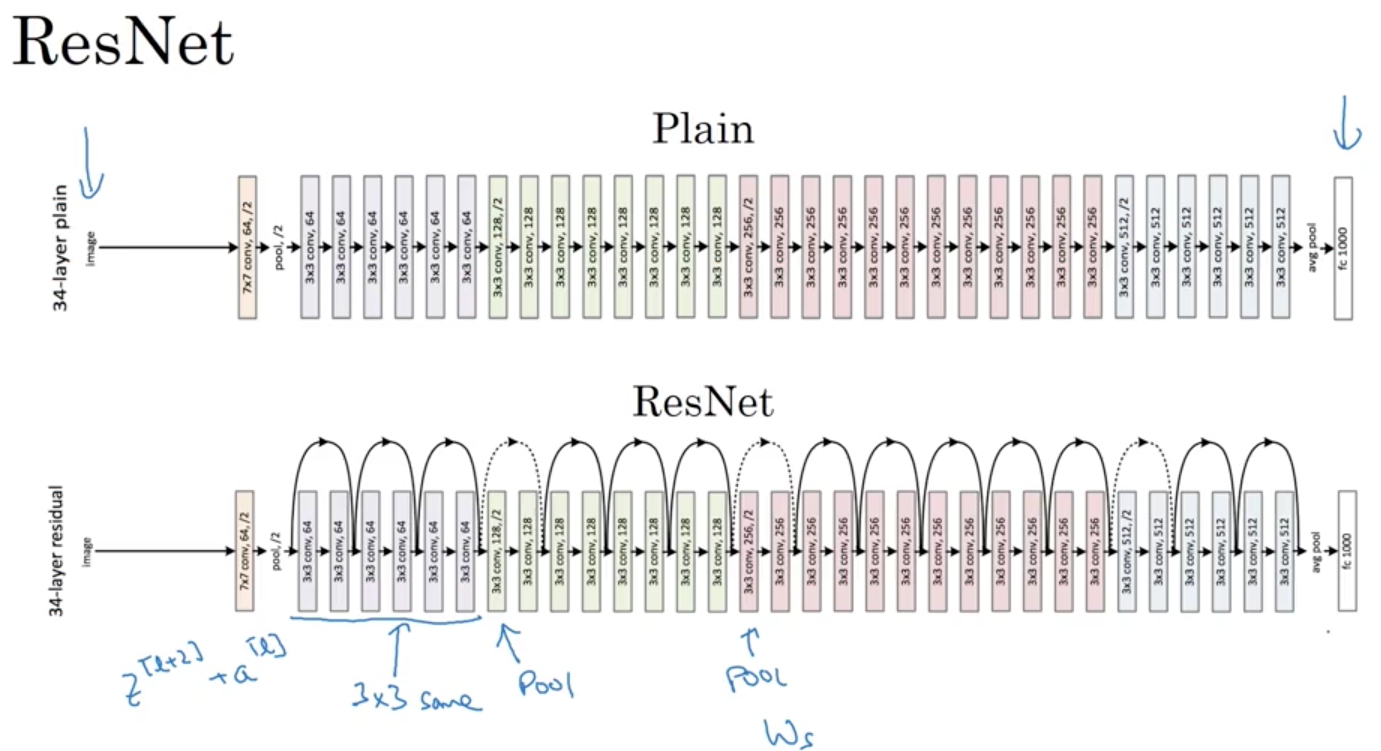 ResNet
Plain
34-layer plain
image
7x7 conv, 64, /2
pool, /2
3x3 conv, 64
3x3 conv, 64
3x3 conv, 64
3x3 conv, 64
3x3 conv, 64
3x3 conv, 64
3x3 conv, 128, /2
3x3 conv, 128
3x3 conv, 128
3x3 conv, 128
3x3 conv, 128
3x3 conv, 128
3x3 conv, 128
3x3 conv, 128
3x3 conv, 256, /2
3x3 conv, 256
3x3 conv, 256
3x3 conv, 256
3x3 conv, 256
3x3 conv, 256
3x3 conv, 256
3x3 conv, 256
3x3 conv, 256
3x3 conv, 256
3x3 conv, 256
3x3 conv, 256
3x3 conv, 512, /2
3x3 conv, 512
3x3 conv, 512
3x3 conv, 512
3x3 conv, 512
3x3 conv, 512
avg pool
fc 1000
ResNet
34-layer residual
image
7x7 conv, 64, /2
pool, /2
3x3 conv, 64
3x3 conv, 64
3x3 conv, 64
3x3 conv, 64
3x3 conv, 64
3x3 conv, 64
3x3 conv, 128, /2
3x3 conv, 128
3x3 conv, 128
3x3 conv, 128
3x3 conv, 128
3x3 conv, 128
3x3 conv, 128
3x3 conv, 128
3x3 conv, 256, /2
3x3 conv, 256
3x3 conv, 256
3x3 conv, 256
3x3 conv, 256
3x3 conv, 256
3x3 conv, 256
3x3 conv, 256
3x3 conv, 256
3x3 conv, 256
3x3 conv, 256
3x3 conv, 256
3x3 conv, 512, /2
3x3 conv, 512
3x3 conv, 512
3x3 conv, 512
3x3 conv, 512
3x3 conv, 512
avg pool
fc 1000
z[l+2] + a[l]
3x3 same
Pool
Pool
Ws